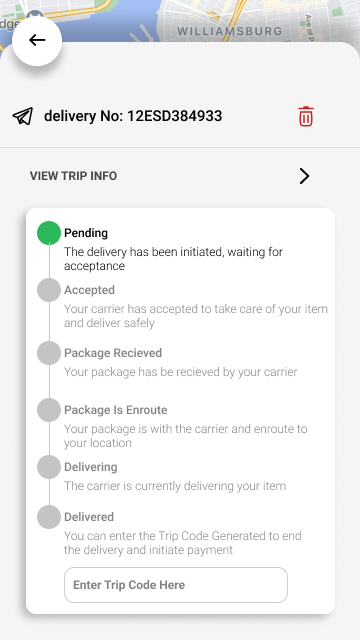 WILLIAMSBURG
delivery No: 12ESD384933
VIEW TRIP INFO
Pending
The delivery has been initiated, waiting for
acceptance
Accepted
Your carrier has accepted to take care of your item
and deliver safely
Package Recieved
Your package has be recieved by your carrier
Package Is Enroute
Your package is with the carrier and enroute to
your location
Delivering
The carrier is currently delivering your item
Delivered
You can enter the Trip Code Generated to end
the delivery and initiate payment
Enter Trip Code Here